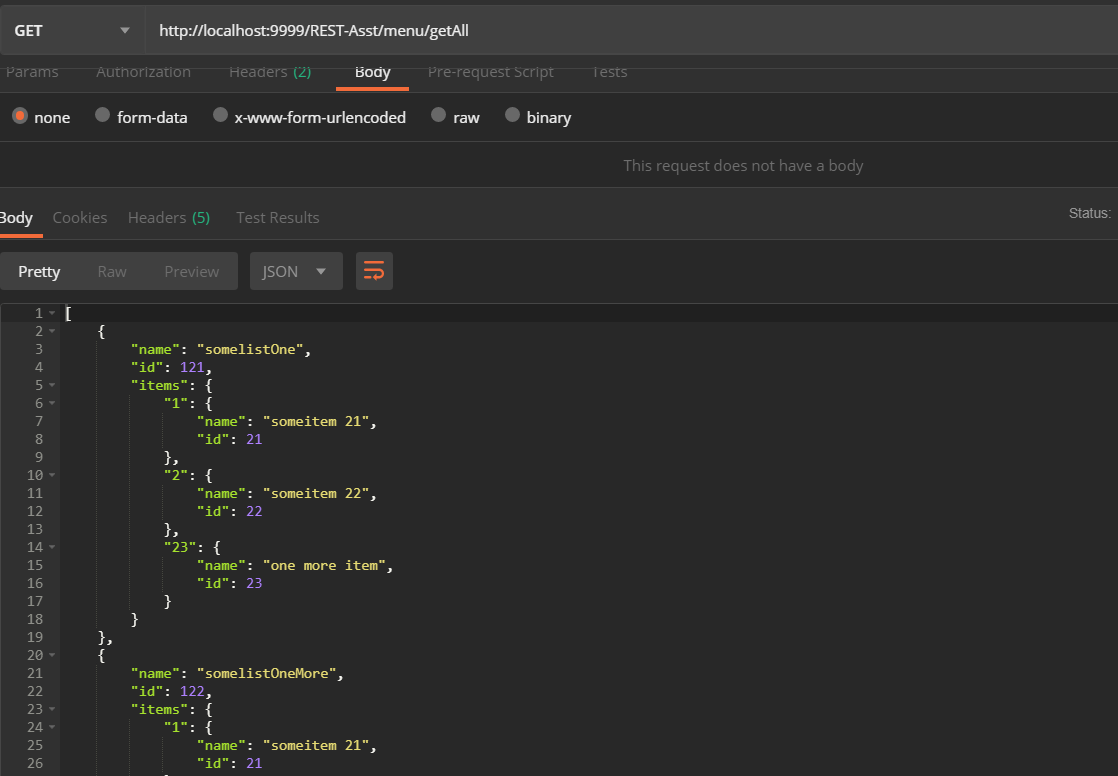 GET http://localhost:9999/REST-Asst/menu/getAll
Params Authorization Headers (2) Body Pre-request Script Tests
none form-data x-www-form-urlencoded raw binary
This request does not have a body
Body Cookies Headers (5) Test Results Status:
Pretty Raw Preview JSON
1 [
2 {
3 "name": "somelistOne",
4 "id": 121,
5 "items": {
6 "1": {
7 "name": "someitem 21",
8 "id": 21
9 },
10 "2": {
11 "name": "someitem 22",
12 "id": 22
13 },
14 "23": {
15 "name": "one more item",
16 "id": 23
17 }
18 }
19 },
20 {
21 "name": "somelistOneMore",
22 "id": 122,
23 "items": {
24 "1": {
25 "name": "someitem 21",
26 "id": 21